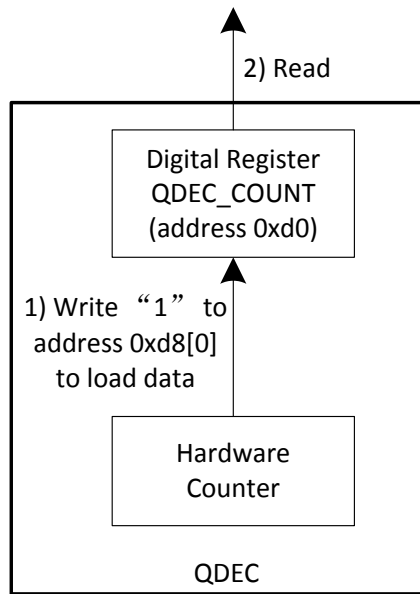 2) Read
Digital Register
QDEC_COUNT
(address 0xd0)
1) Write “1” to
address 0xd8[0]
to load data
Hardware
Counter
QDEC